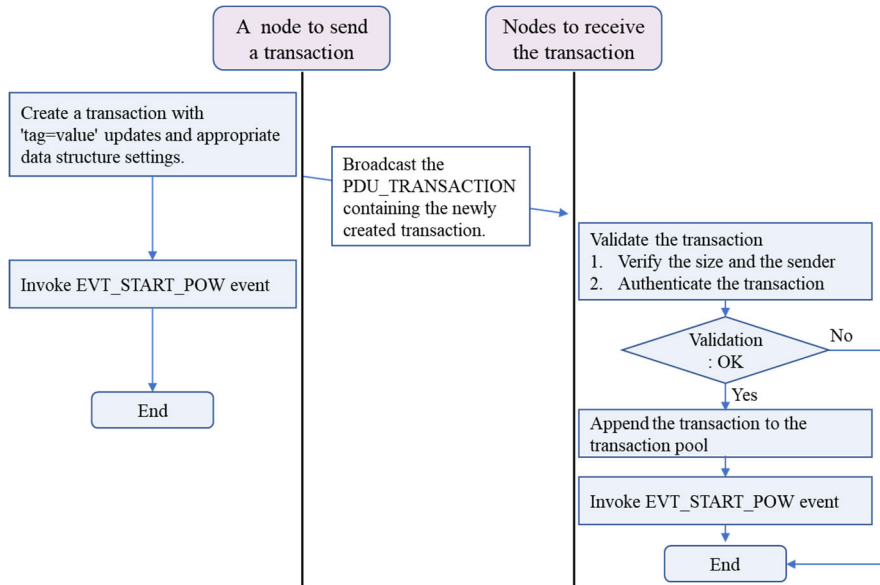 A node to send
a transaction
Nodes to receive
the transaction
Create a transaction with
'tag=value' updates and appropriate
data structure settings.
Broadcast the
PDU_TRANSACTION
containing the newly
created transaction.
Invoke EVT_START_POW event
End
Validate the transaction
1. Verify the size and the sender
2. Authenticate the transaction
Validation
: OK
No
Yes
Append the transaction to the
transaction pool
Invoke EVT_START_POW event
End